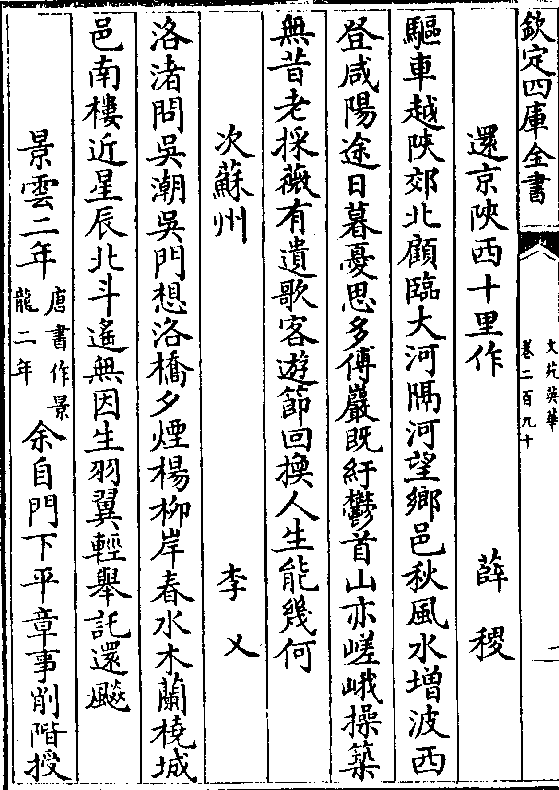 欽定四庫全書
文苑英華
卷二百九十
一
還京陜西十里作　薛稷
驅車越陜郊北顧臨大河隔河望鄉邑秋風水增波西
登咸陽途日暮憂思多傅巖既紆鬱首山亦嵯峨操築
無昔老採薇有遺歌客遊節回換人生能幾何
次蘇州　李乂
洛渚問吳潮吳門想洛橋夕煙楊柳岸春水木蘭橈城
邑南樓近星辰北斗遙無因生羽翼輕舉託還飈
景雲二年唐書作景龍二年余自門下平章事削階授